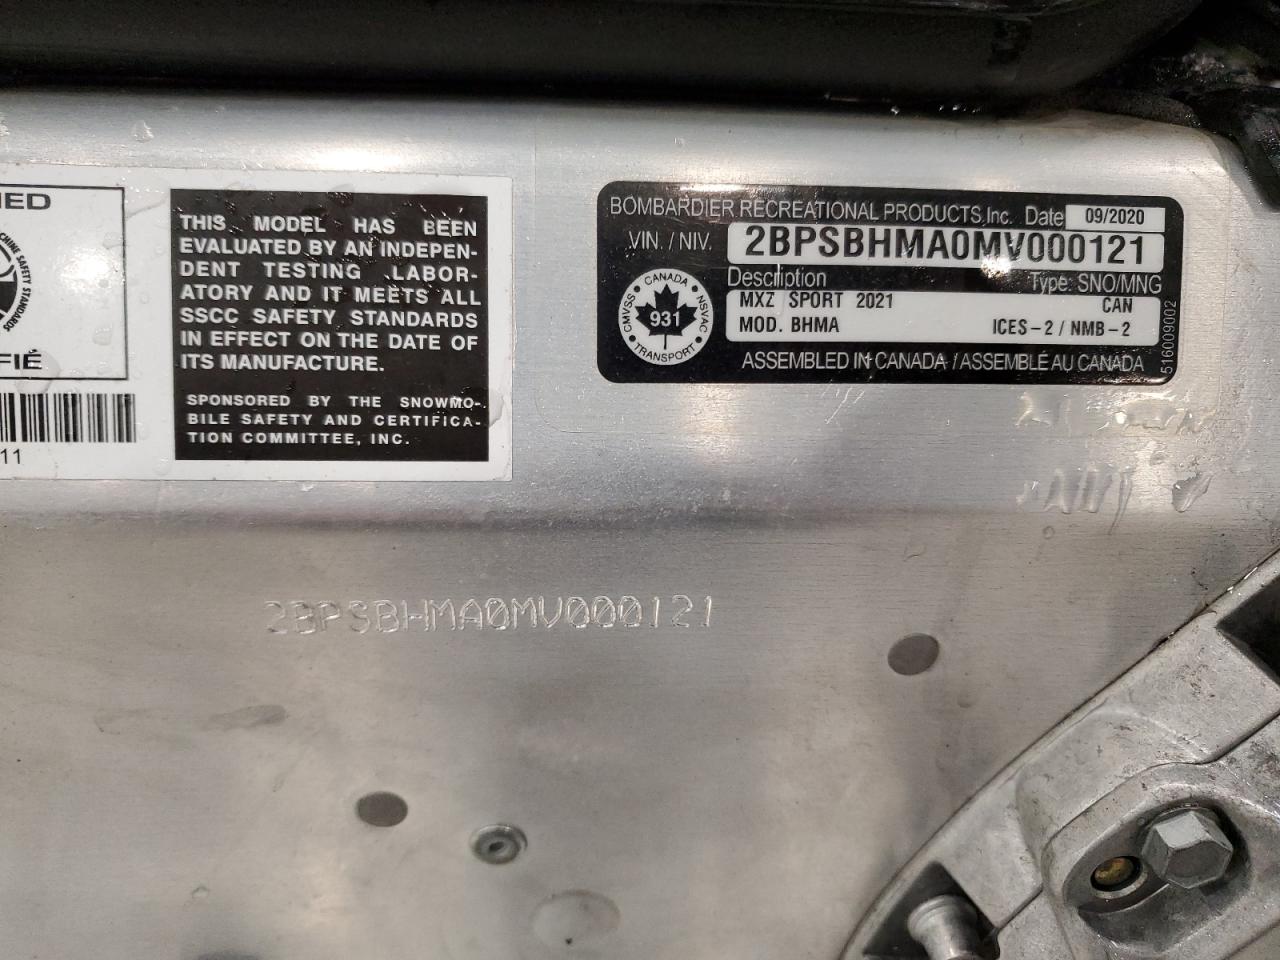 IED
CHINE SAFETY STANDARDS
FIÉ
11
THIS MODEL HAS BEEN
EVALUATED BY AN INDEPEN-
DENT TESTING LABOR-
ATORY AND IT MEETS ALL
SSCC SAFETY STANDARDS
IN EFFECT ON THE DATE OF
ITS MANUFACTURE.
SPONSORED BY THE SNOWMO-
BILE SAFETY AND CERTIFICA-
TION COMMITTEE, INC.
BOMBARDIER RECREATIONAL PRODUCTS, Inc. Date 09/2020
VIN. / NIV. 2BPSBHMA0MV000121
Description Type: SNO/MNG
MXZ SPORT 2021 CAN
MOD. BHMA ICES-2 / NMB-2
CANADA
CMVSS 931 NSVAC
TRANSPORT
ASSEMBLED IN CANADA / ASSEMBLÉ AU CANADA
516009002
2BPSBHMA0MV000121